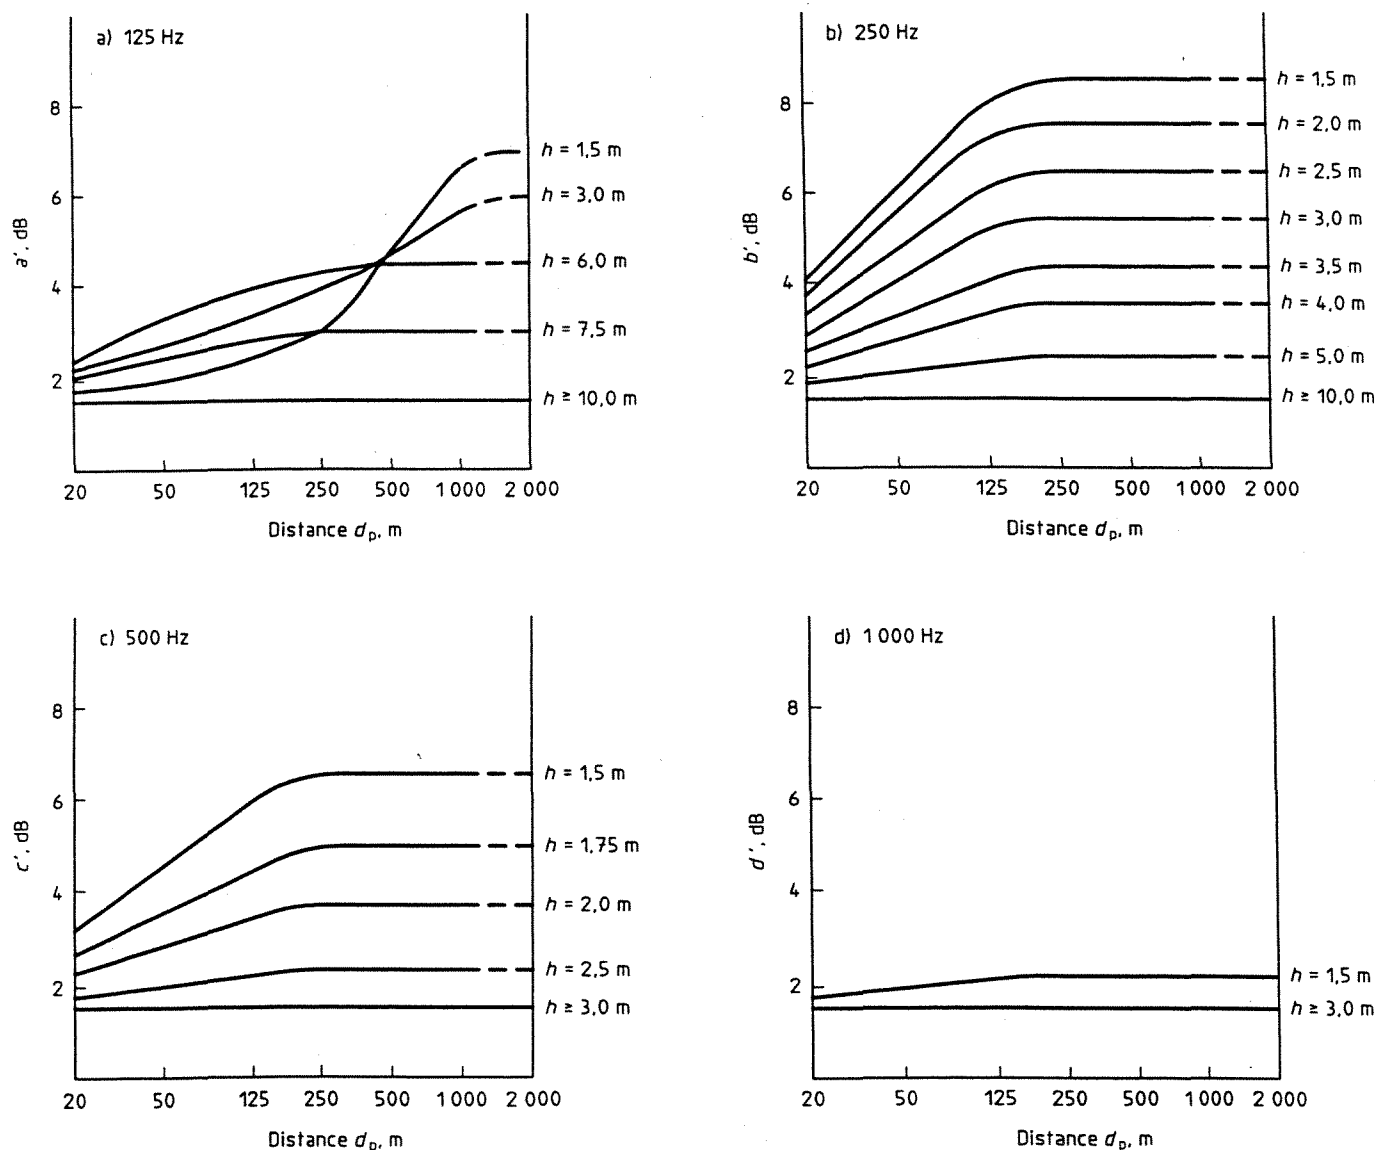 a) 125 Hz
8
6
4
2
a′, dB
h = 1,5 m
h = 3,0 m
h = 6,0 m
h = 7,5 m
h ≥ 10,0 m
20 50 125 250 500 1 000 2 000
Distance dp, m
b) 250 Hz
8
6
4
2
b′, dB
h = 1,5 m
h = 2,0 m
h = 2,5 m
h = 3,0 m
h = 3,5 m
h = 4,0 m
h = 5,0 m
h ≥ 10,0 m
20 50 125 250 500 1 000 2 000
Distance dp, m
c) 500 Hz
8
6
4
2
c′, dB
h = 1,5 m
h = 1,75 m
h = 2,0 m
h = 2,5 m
h ≥ 3,0 m
20 50 125 250 500 1 000 2 000
Distance dp, m
d) 1 000 Hz
8
6
4
2
d′, dB
h = 1,5 m
h ≥ 3,0 m
20 50 125 250 500 1 000 2 000
Distance dp, m